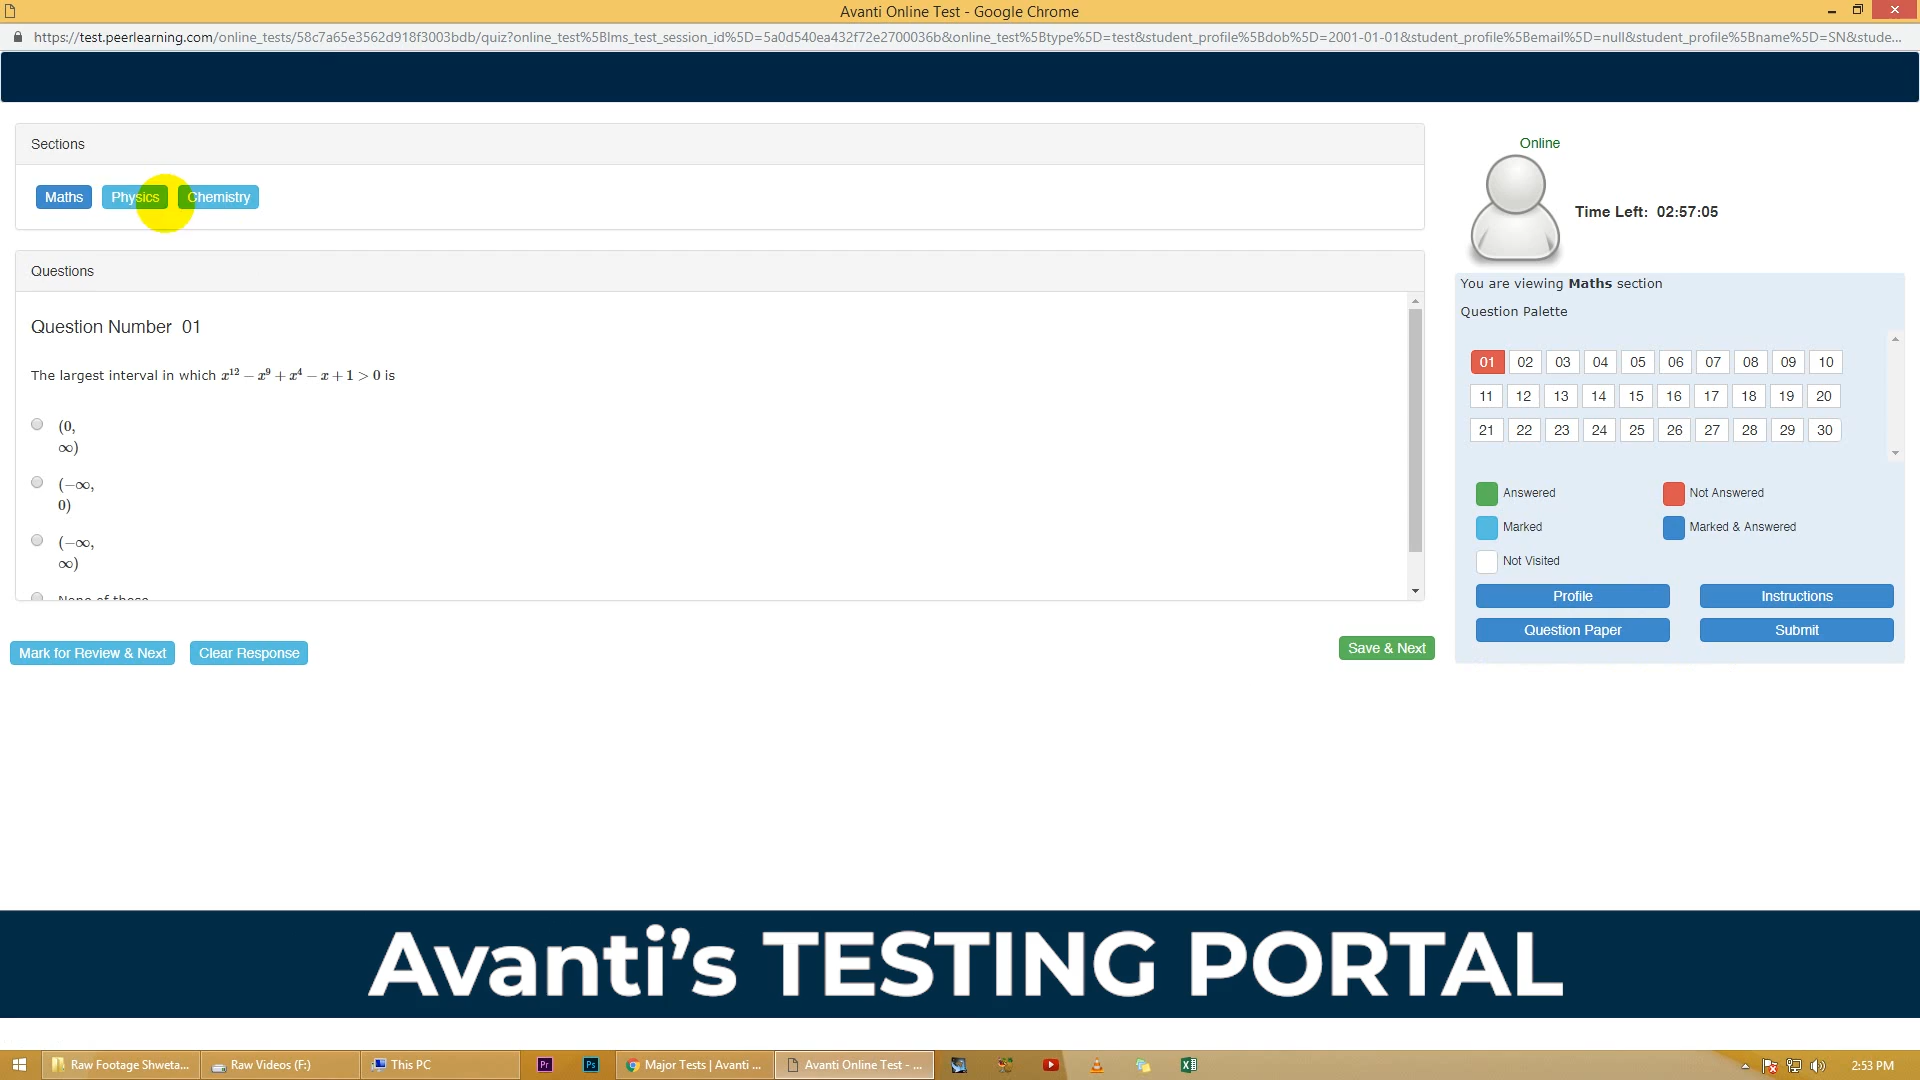 Avanti Online Test - Google Chrome
https://test.peerlearning.com/online_tests/58c7a65e3562d918f3003bdb/quiz?online_test%5Blms_test_session_id%5D=5a0d540ea432f72e2700036b&online_test%5Btype%5D=test&student_profile%5Bdob%5D=2001-01-01&student_profile%5Bemail%5D=null&student_profile%5Bname%5D=SN&stude...
Sections
Maths Physics Chemistry
Online
Time Left: 02:57:05
Questions
Question Number 01
The largest interval in which x¹² − x⁹ + x⁴ − x + 1 > 0 is
(0,
∞)
(−∞,
0)
(−∞,
∞)
None of these
Mark for Review & Next Clear Response Save & Next
You are viewing Maths section
Question Palette
01 02 03 04 05 06 07 08 09 10
11 12 13 14 15 16 17 18 19 20
21 22 23 24 25 26 27 28 29 30
Answered Not Answered
Marked Marked & Answered
Not Visited
Profile Instructions
Question Paper Submit
Avanti's TESTING PORTAL
Raw Footage Shweta... Raw Videos (F:) This PC Pr Ps Major Tests | Avanti ... Avanti Online Test - ... 2:53 PM